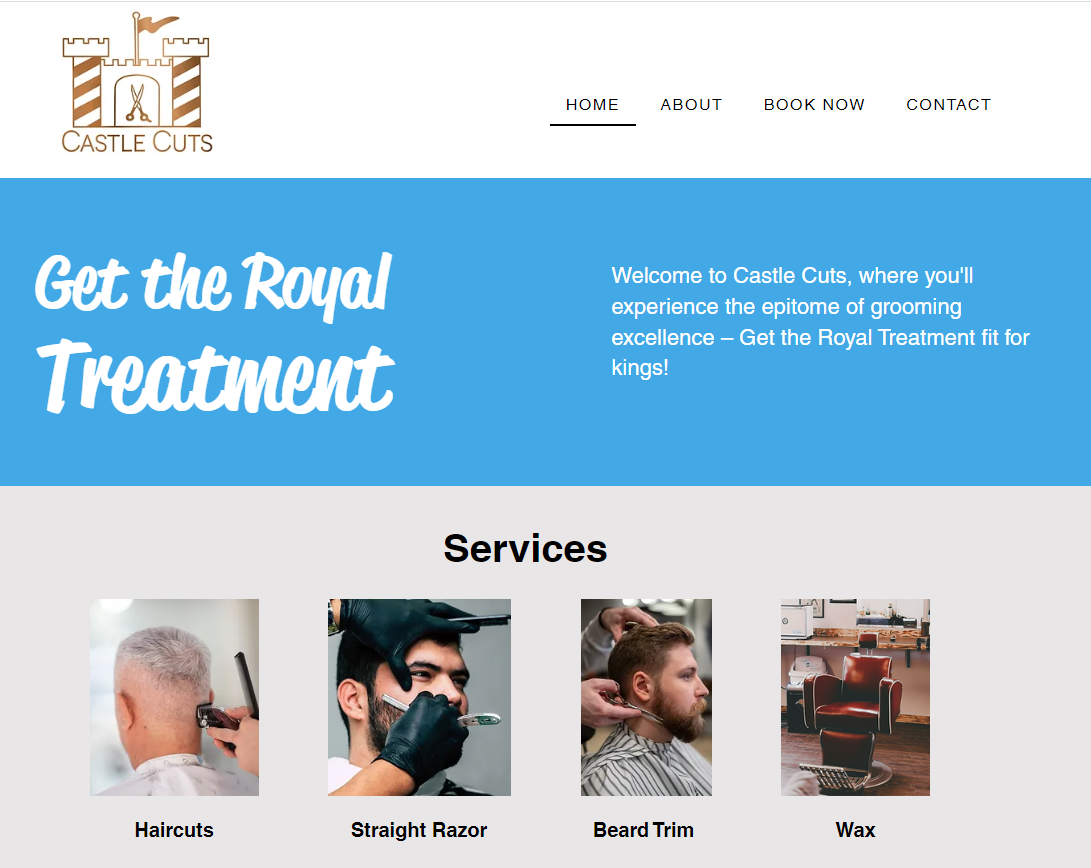 CASTLE CUTS
HOME ABOUT BOOK NOW CONTACT
Get the Royal
Treatment
Welcome to Castle Cuts, where you'll
experience the epitome of grooming
excellence – Get the Royal Treatment fit for
kings!
Services
Haircuts Straight Razor Beard Trim Wax